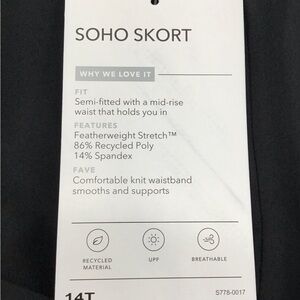 SOHO SKORT
WHY WE LOVE IT
FIT
Semi-fitted with a mid-rise
waist that holds you in
FEATURES
Featherweight Stretch™
86% Recycled Poly
14% Spandex
FAVE
Comfortable knit waistband
smooths and supports
RECYCLED
MATERIAL
UPF
BREATHABLE
14T
S778-0017